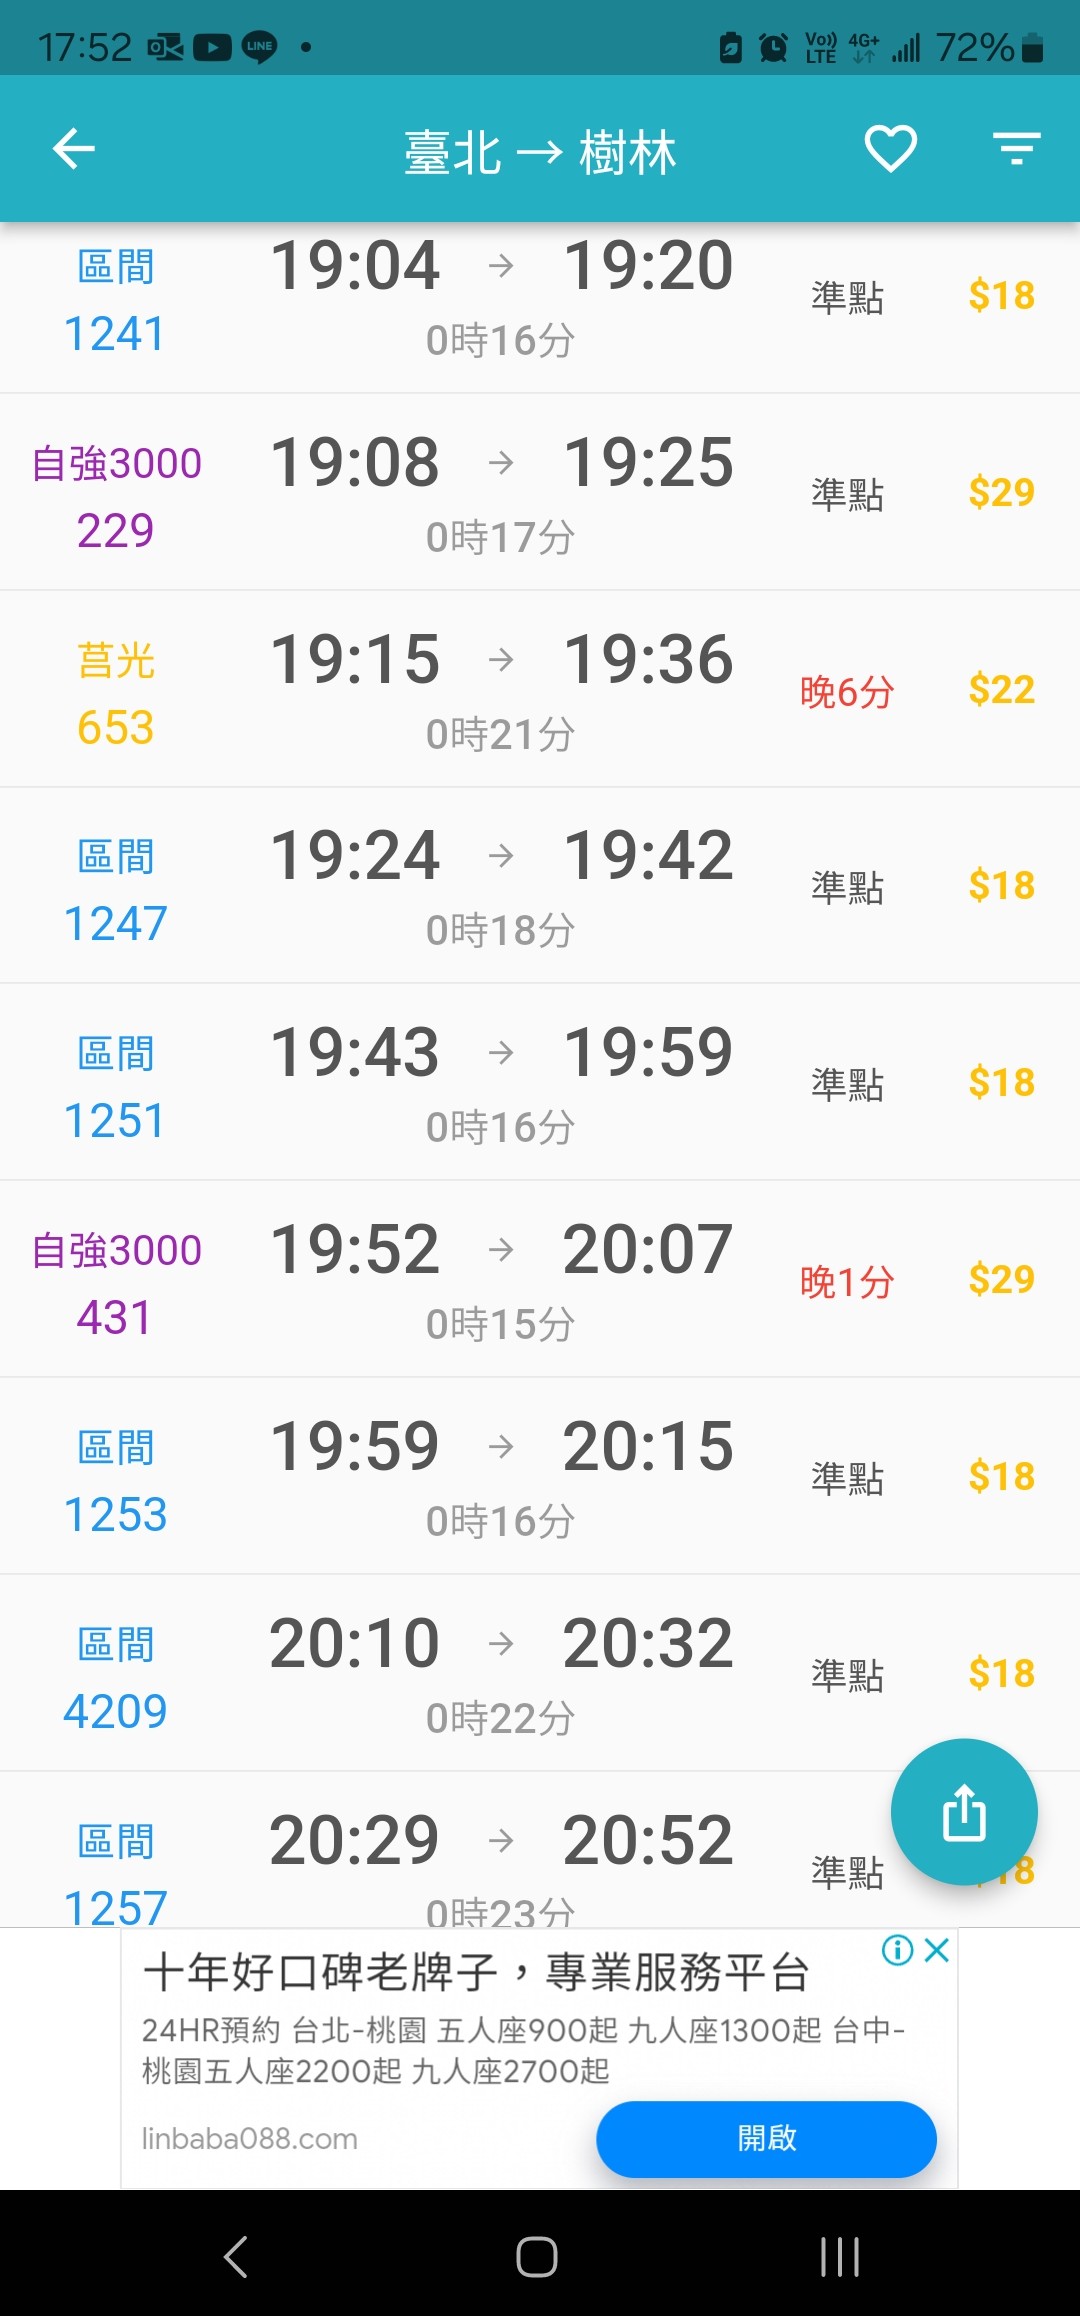 17:52 LINE VoLTE 4G+ 72%
臺北 → 樹林
區間 19:04 → 19:20 準點 $18
1241 0時16分
自強3000 19:08 → 19:25 準點 $29
229 0時17分
莒光 19:15 → 19:36 晚6分 $22
653 0時21分
區間 19:24 → 19:42 準點 $18
1247 0時18分
區間 19:43 → 19:59 準點 $18
1251 0時16分
自強3000 19:52 → 20:07 晚1分 $29
431 0時15分
區間 19:59 → 20:15 準點 $18
1253 0時16分
區間 20:10 → 20:32 準點 $18
4209 0時22分
區間 20:29 → 20:52 準點 18
1257 0時23分
十年好口碑老牌子，專業服務平台
24HR預約 台北-桃園 五人座900起 九人座1300起 台中-
桃園五人座2200起 九人座2700起
linbaba088.com 開啟